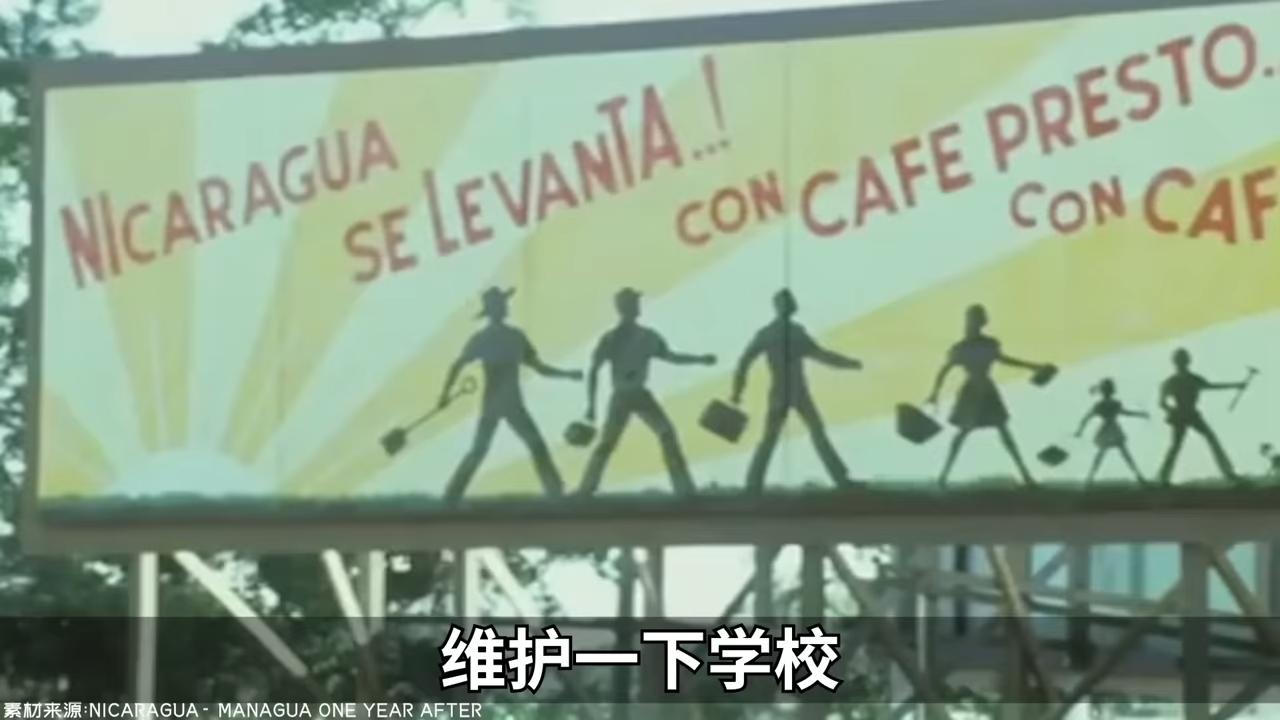 NICARAGUA
SE LEVANTA...!
CON CAFE PRESTO..
CON CAF
维护一下学校
素材来源:NICARAGUA - MANAGUA ONE YEAR AFTER